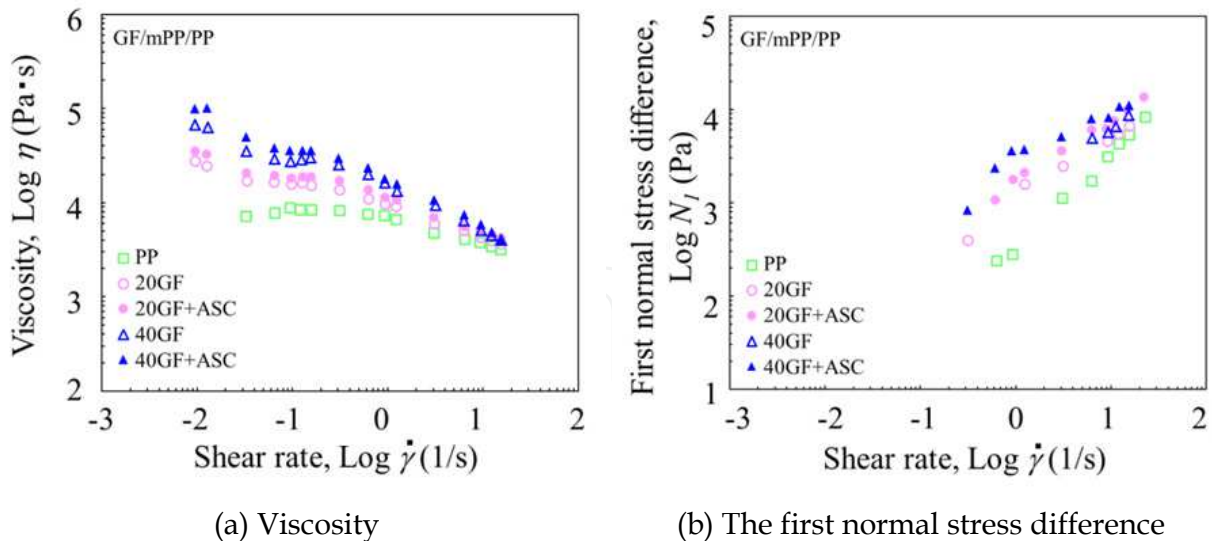 Viscosity, Log η (Pa▪s)
6
5
4
3
2
GF/mPP/PP
PP
20GF
20GF+ASC
40GF
40GF+ASC
-3
-2
-1
0
1
2
Shear rate, Log γ̇ (1/s)
(a) Viscosity
First normal stress difference,
Log N₁ (Pa)
5
4
3
2
1
GF/mPP/PP
PP
20GF
20GF+ASC
40GF
40GF+ASC
-3
-2
-1
0
1
2
Shear rate, Log γ̇ (1/s)
(b) The first normal stress difference